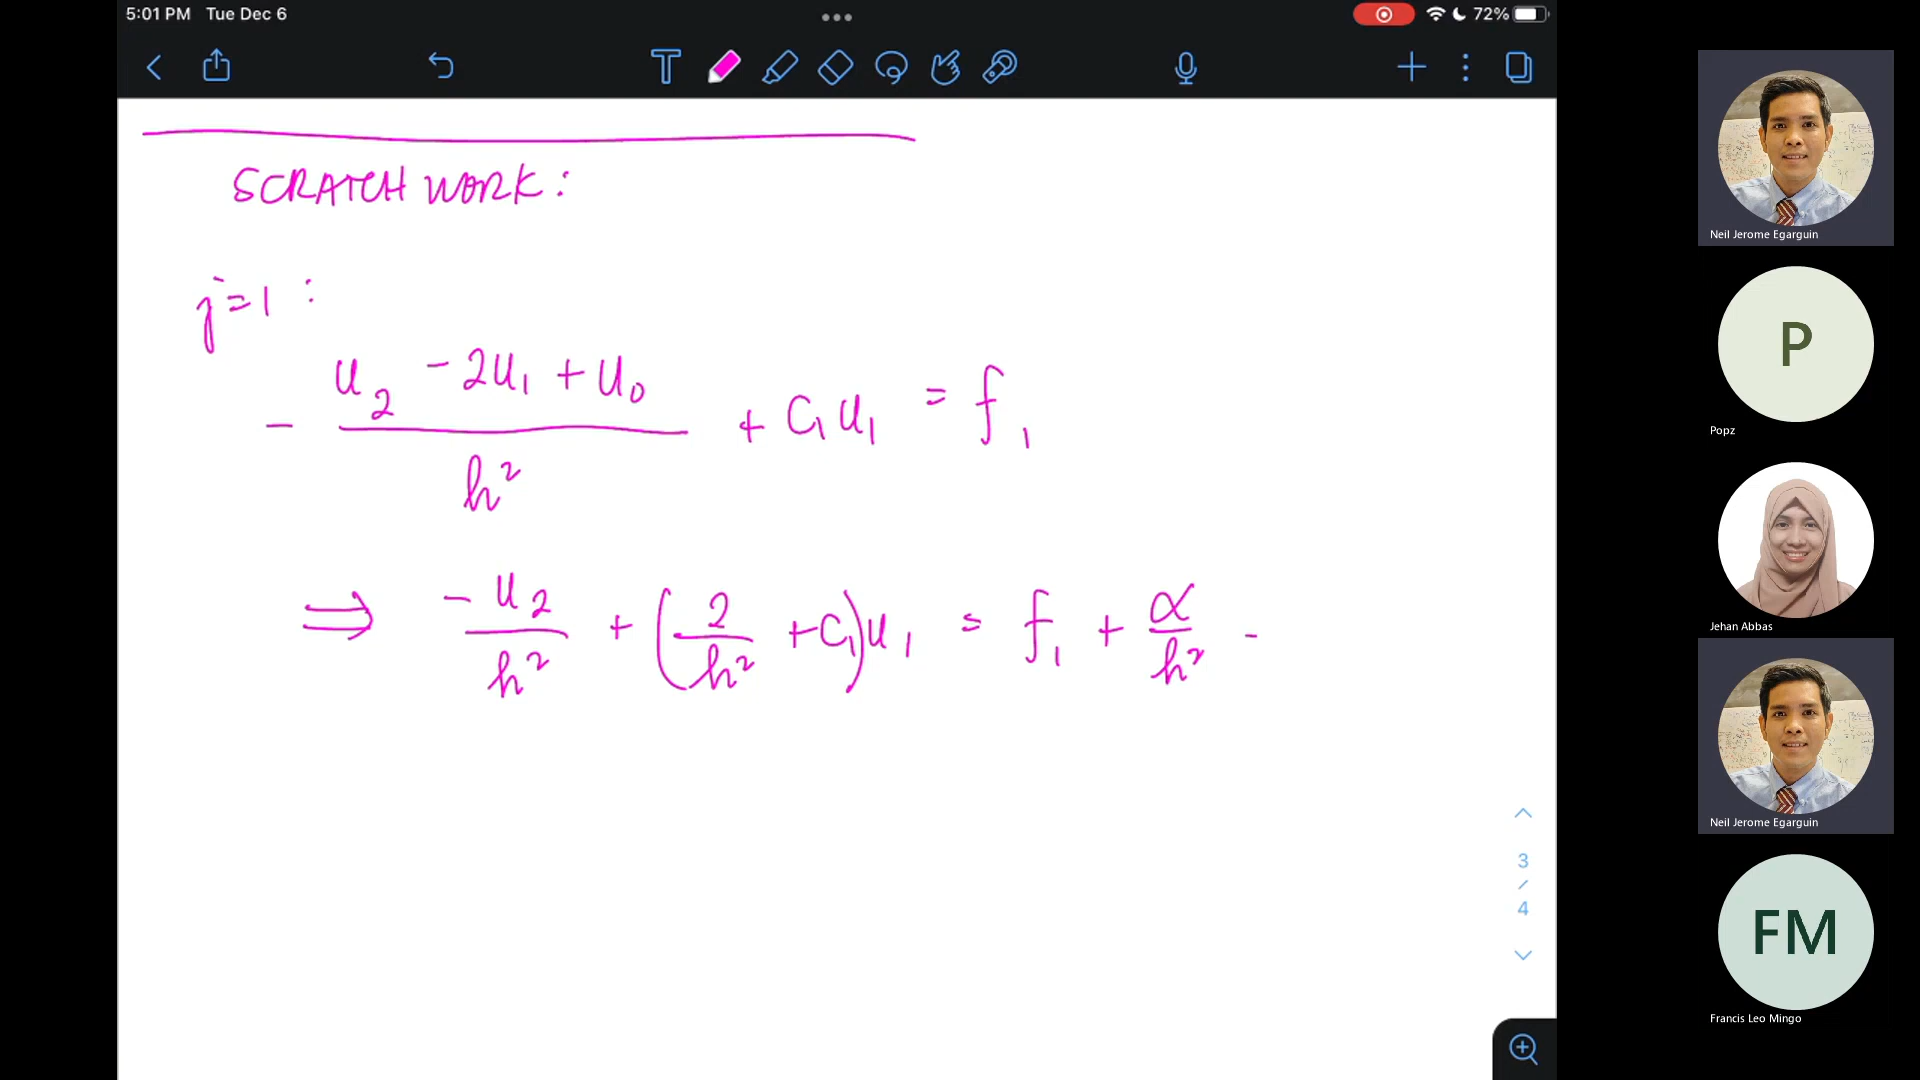 5:01 PM Tue Dec 6
72%
SCRATCH WORK:
j=1 :
- (u₂ - 2u₁ + u₀)/h² + c₁u₁ = f₁
⇒ -u₂/h² + (2/h² + c₁)u₁ = f₁ + α/h² -
3
/
4
Neil Jerome Egarguin
P
Popz
Jehan Abbas
Neil Jerome Egarguin
FM
Francis Leo Mingo